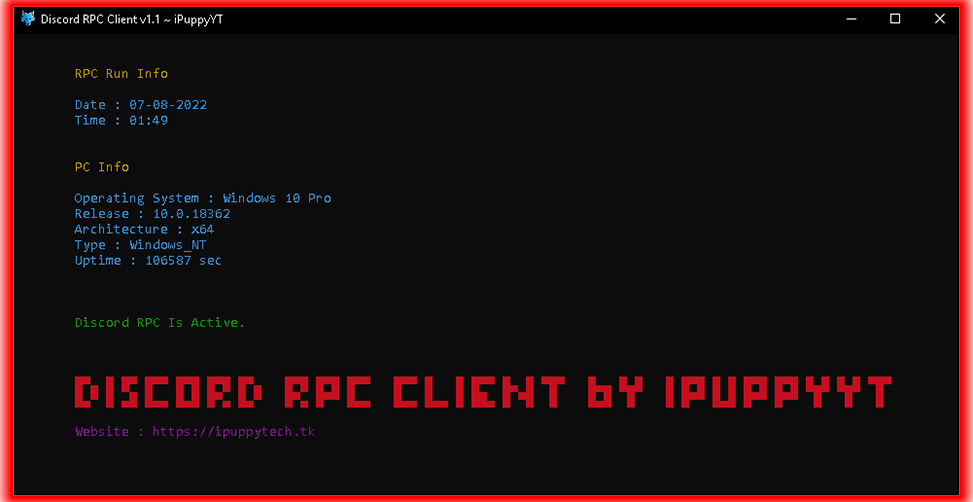 Discord RPC Client v1.1 ~ iPuppyYT
RPC Run Info
Date : 07-08-2022
Time : 01:49
PC Info
Operating System : Windows 10 Pro
Release : 10.0.18362
Architecture : x64
Type : Windows_NT
Uptime : 106587 sec
Discord RPC Is Active.
DISCORD RPC CLIENT bY IPUPPYYT
Website : https://ipuppytech.tk